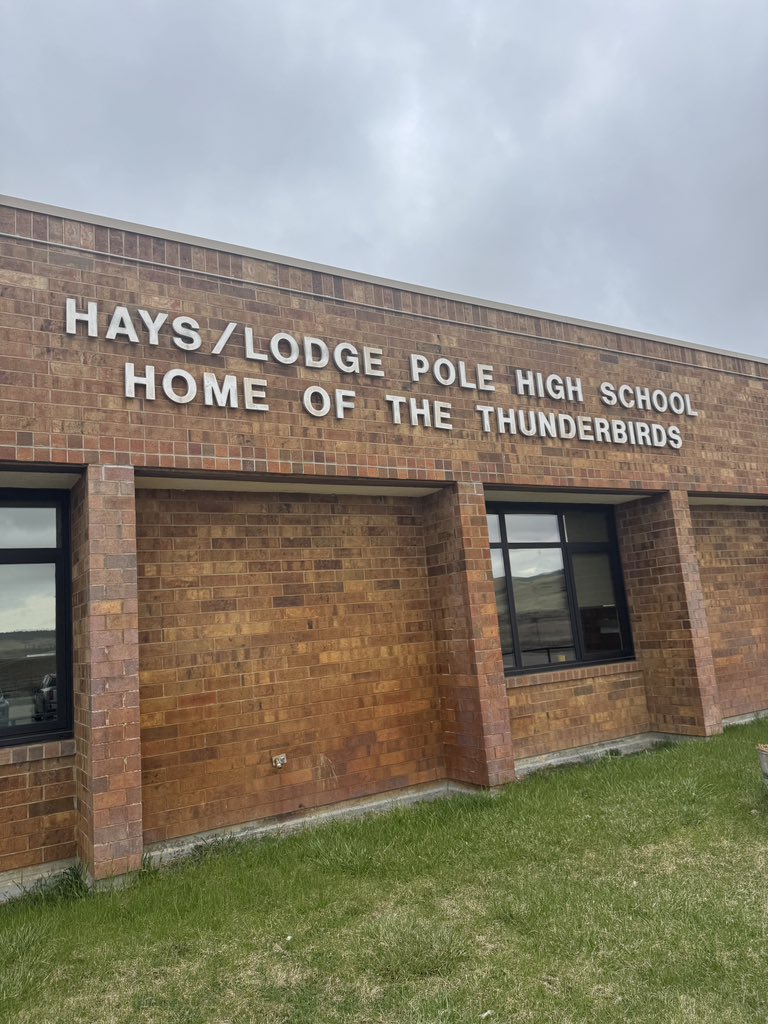 HAYS/LODGE POLE HIGH SCHOOL
HOME OF THE THUNDERBIRDS